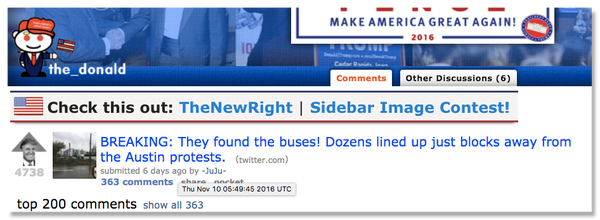 MAKE AMERICA GREAT AGAIN!
2016
the_donald
Comments
Other Discussions (6)
Check this out: TheNewRight | Sidebar Image Contest!
BREAKING: They found the buses! Dozens lined up just blocks away from
the Austin protests. (twitter.com)
4738
submitted 6 days ago by -JuJu-
363 comments share pocket
Thu Nov 10 05:49:45 2016 UTC
top 200 comments show all 363